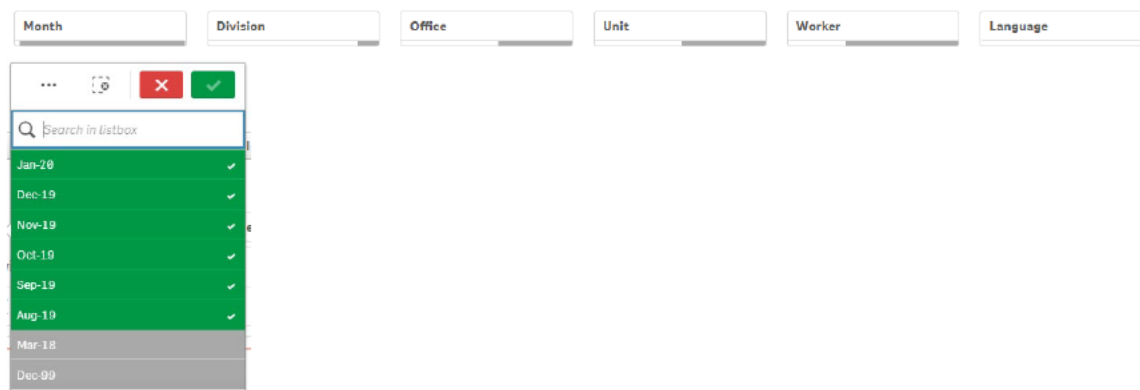 Month Division Office Unit Worker Language
Search in listbox
Jan-20
Dec-19
Nov-19
Oct-19
Sep-19
Aug-19
Mar-18
Dec-99